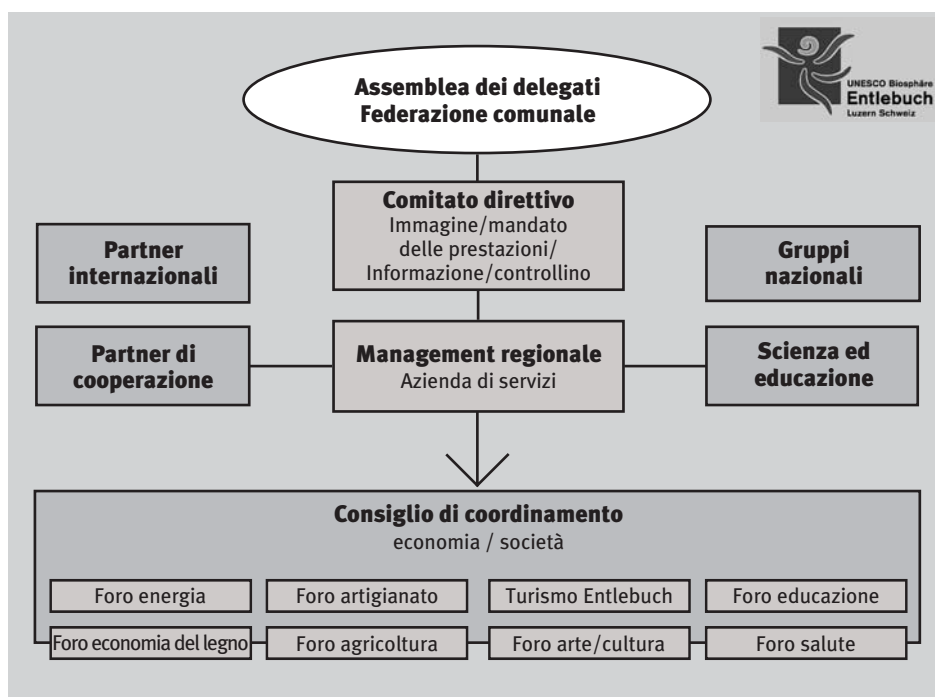 Assemblea dei delegati
Federazione comunale
UNESCO Biosphäre
Entlebuch
Luzern Schweiz
Comitato direttivo
Immagine/mandato
delle prestazioni/
Informazione/controllino
Partner
internazionali
Gruppi
nazionali
Partner di
cooperazione
Management regionale
Azienda di servizi
Scienza ed
educazione
Consiglio di coordinamento
economia / società
Foro energia
Foro artigianato
Turismo Entlebuch
Foro educazione
Foro economia del legno
Foro agricoltura
Foro arte/cultura
Foro salute